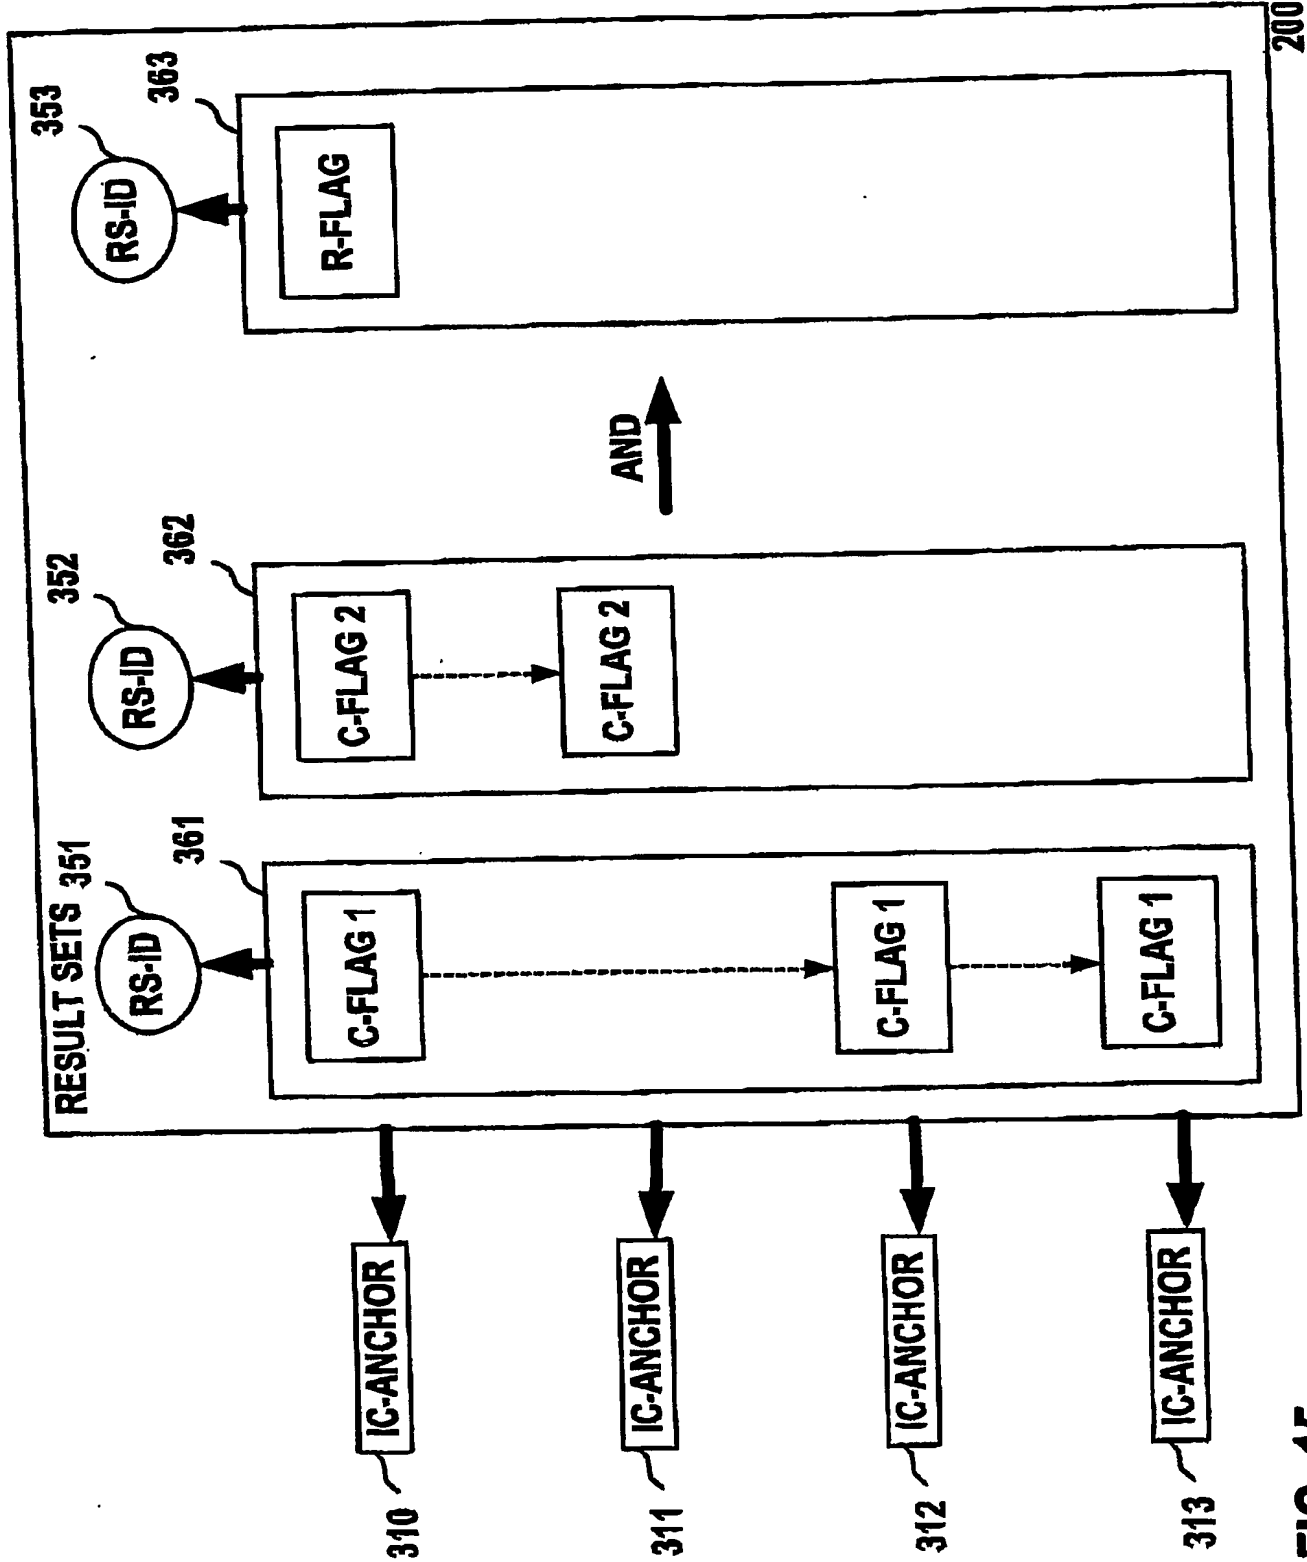 RESULT SETS
351
352
353
RS-ID
RS-ID
RS-ID
361
362
363
310
IC-ANCHOR
C-FLAG 1
C-FLAG 2
R-FLAG
311
IC-ANCHOR
C-FLAG 2
AND
312
IC-ANCHOR
C-FLAG 1
313
IC-ANCHOR
C-FLAG 1
200